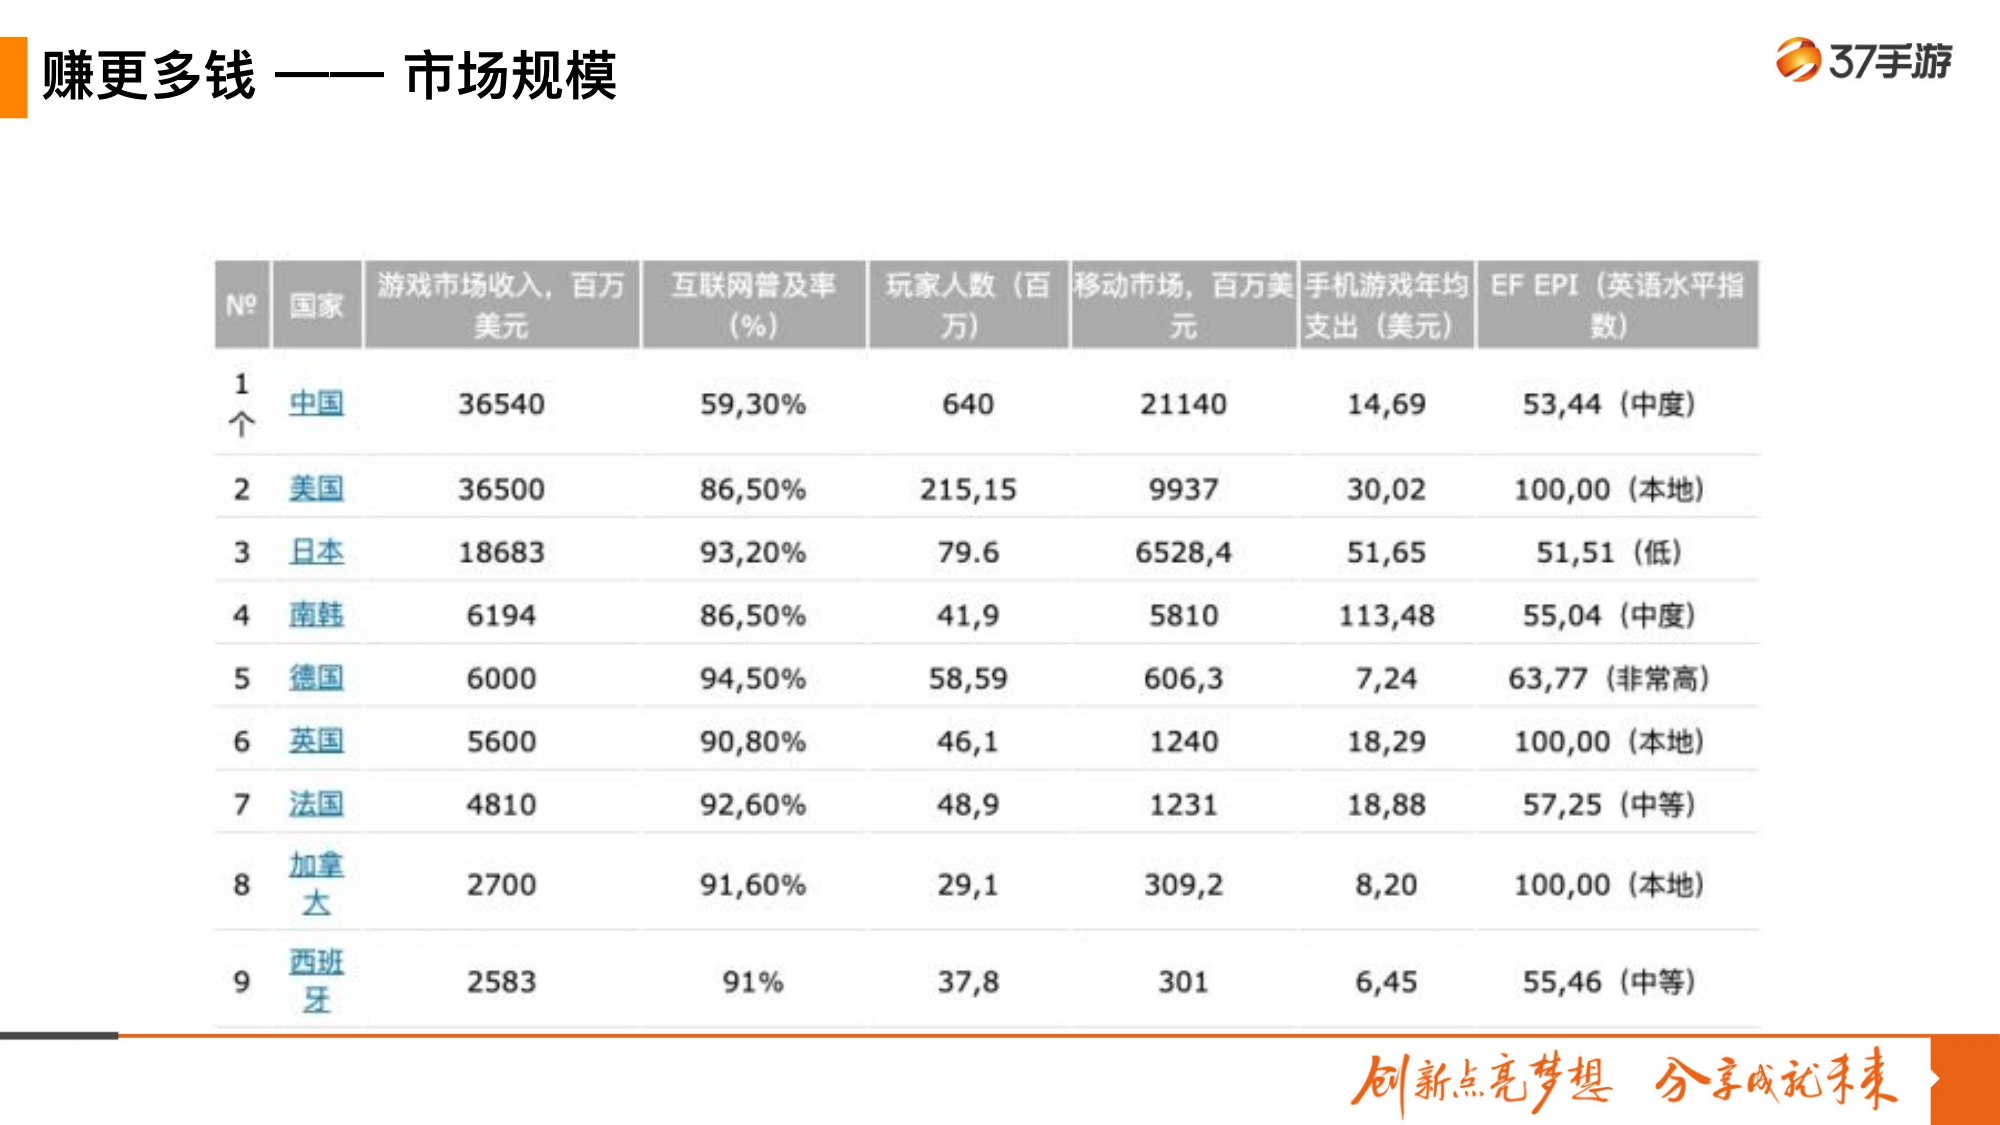 赚更多钱 —— 市场规模
37手游
Nº 国家 游戏市场收入，百万美元 互联网普及率（%） 玩家人数（百万） 移动市场，百万美元 手机游戏年均支出（美元） EF EPI（英语水平指数）
1个 中国 36540 59,30% 640 21140 14,69 53,44（中度）
2 美国 36500 86,50% 215,15 9937 30,02 100,00（本地）
3 日本 18683 93,20% 79.6 6528,4 51,65 51,51（低）
4 南韩 6194 86,50% 41,9 5810 113,48 55,04（中度）
5 德国 6000 94,50% 58,59 606,3 7,24 63,77（非常高）
6 英国 5600 90,80% 46,1 1240 18,29 100,00（本地）
7 法国 4810 92,60% 48,9 1231 18,88 57,25（中等）
8 加拿大 2700 91,60% 29,1 309,2 8,20 100,00（本地）
9 西班牙 2583 91% 37,8 301 6,45 55,46（中等）
创新点亮梦想 分享成就未来